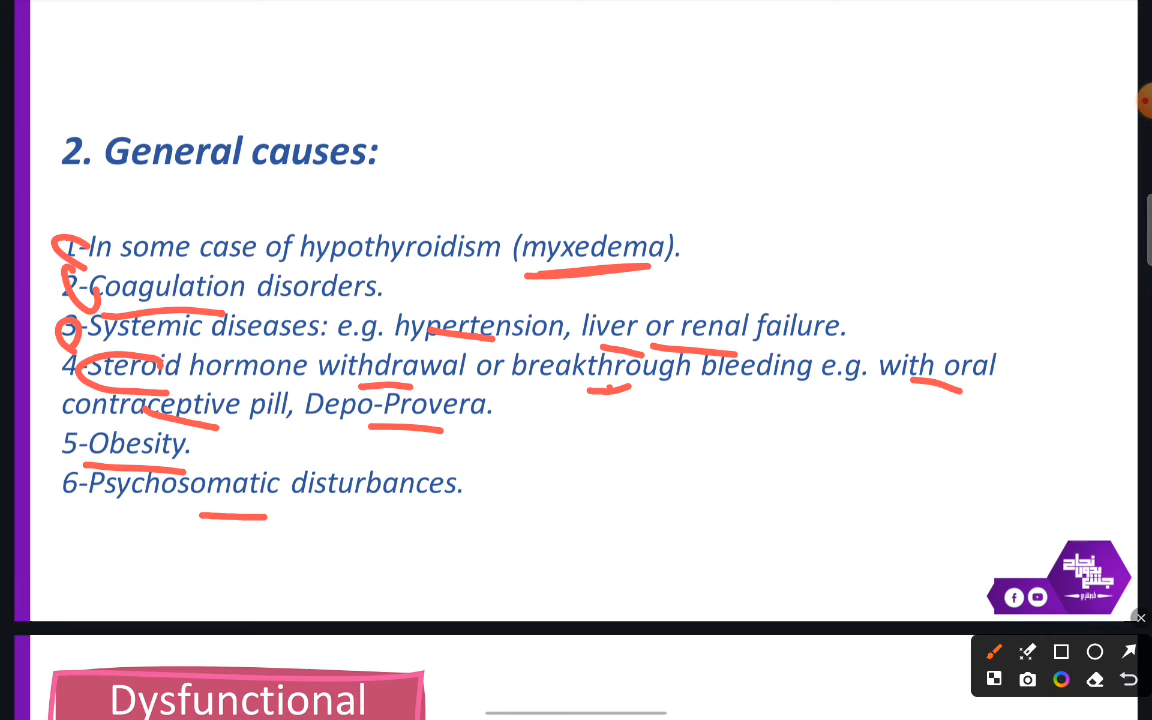 2. General causes:
1-In some case of hypothyroidism (myxedema).
2-Coagulation disorders.
3-Systemic diseases: e.g. hypertension, liver or renal failure.
4-Steroid hormone withdrawal or breakthrough bleeding e.g. with oral
contraceptive pill, Depo-Provera.
5-Obesity.
6-Psychosomatic disturbances.
Dysfunctional